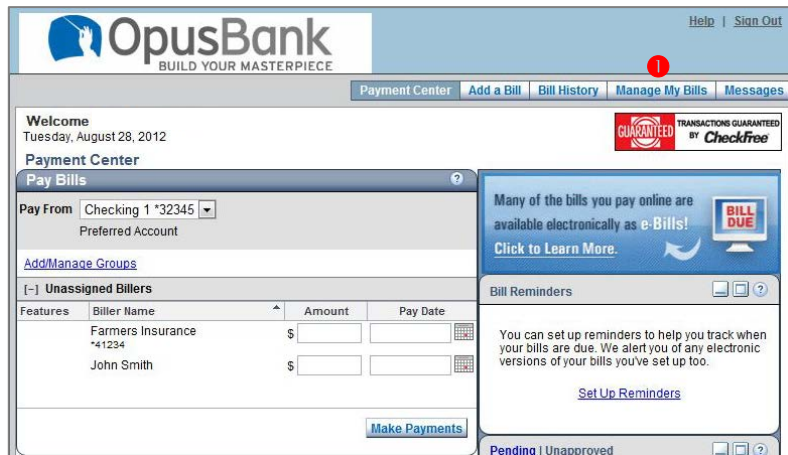 Help | Sign Out
OpusBank
BUILD YOUR MASTERPIECE
1
Payment Center Add a Bill Bill History Manage My Bills Messages
Welcome
Tuesday, August 28, 2012
GUARANTEED
TRANSACTIONS GUARANTEED
BY CheckFree
Payment Center
Pay Bills ?
Pay From Checking 1 *32345
Preferred Account
Add/Manage Groups
[-] Unassigned Billers
Features Biller Name Amount Pay Date
Farmers Insurance $
*41234
John Smith $
Make Payments
Many of the bills you pay online are
available electronically as e-Bills!
Click to Learn More.
BILL
DUE
Bill Reminders ?
You can set up reminders to help you track when
your bills are due. We alert you of any electronic
versions of your bills you've set up too.
Set Up Reminders
Pending | Unapproved ?